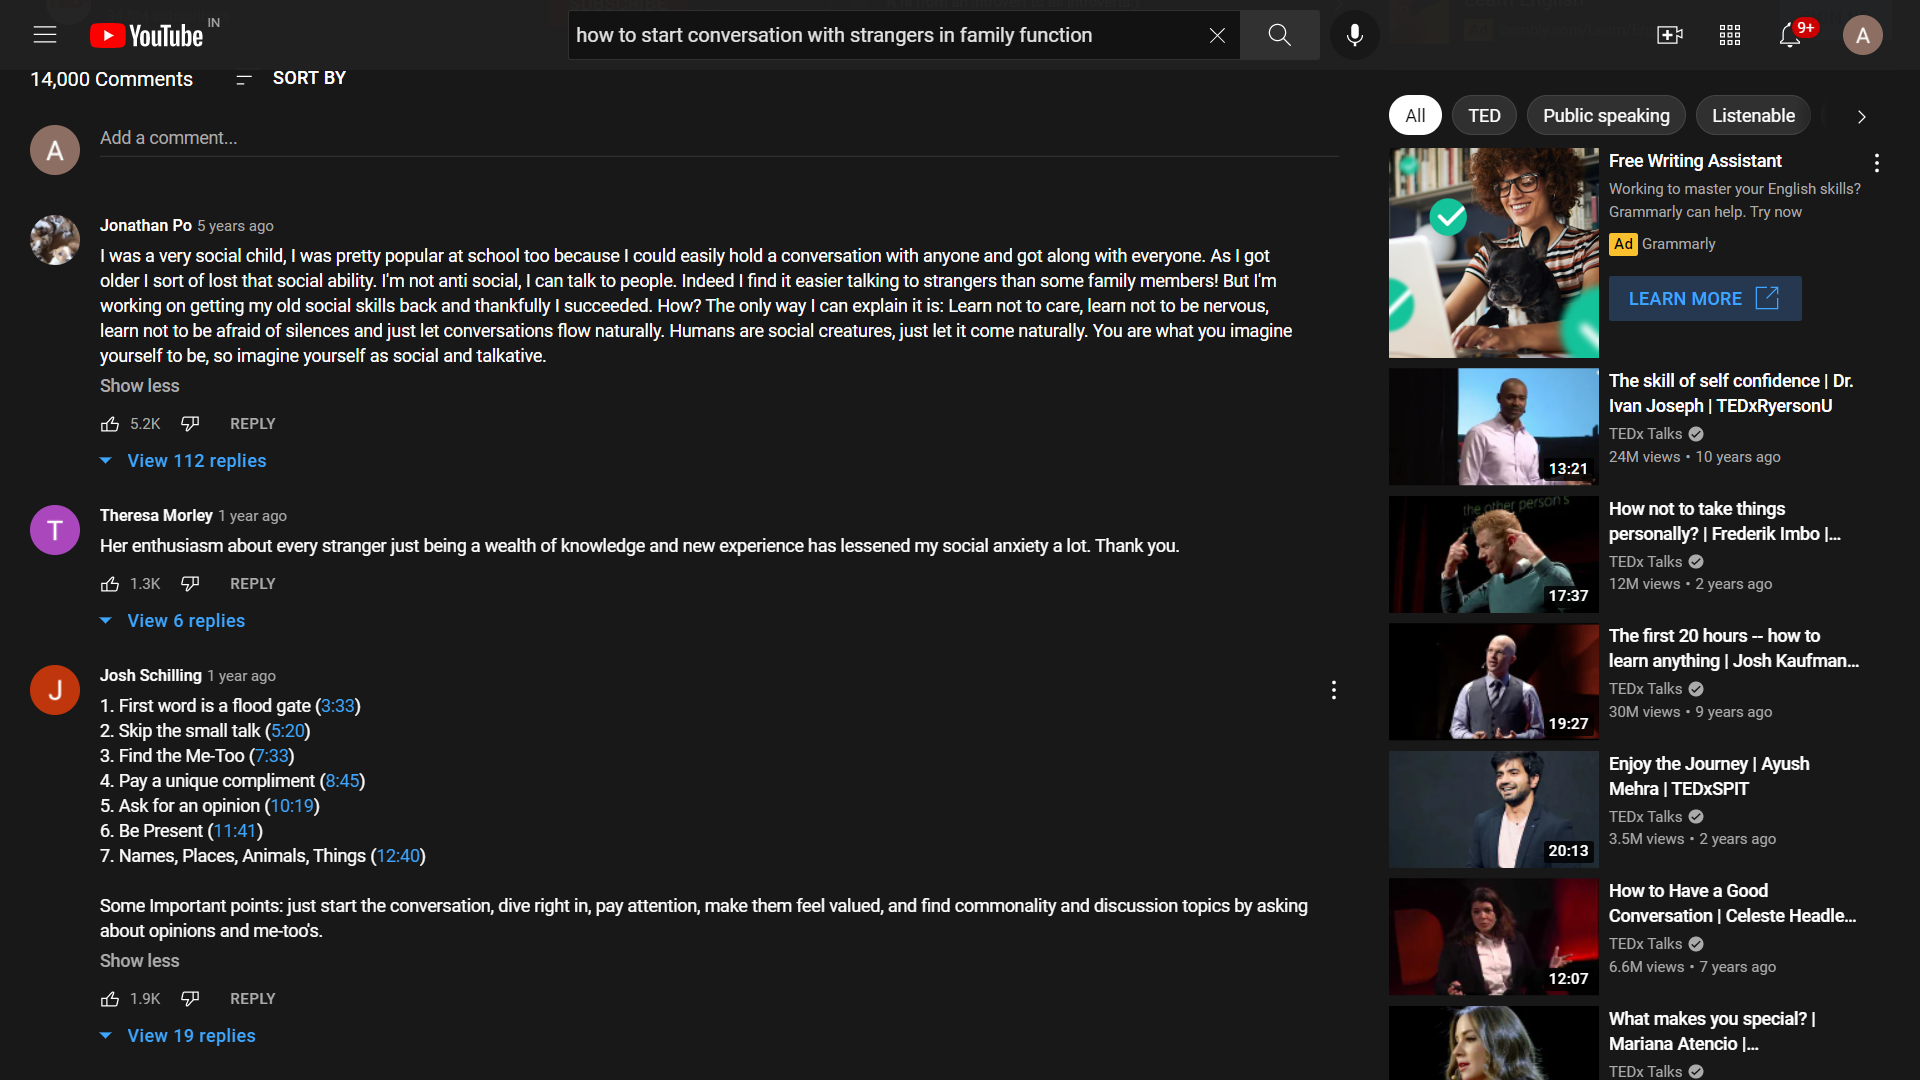 YouTube IN
how to start conversation with strangers in family function
9+
A
14,000 Comments
SORT BY
A
Add a comment...
Jonathan Po 5 years ago
I was a very social child, I was pretty popular at school too because I could easily hold a conversation with anyone and got along with everyone. As I got
older I sort of lost that social ability. I'm not anti social, I can talk to people. Indeed I find it easier talking to strangers than some family members! But I'm
working on getting my old social skills back and thankfully I succeeded. How? The only way I can explain it is: Learn not to care, learn not to be nervous,
learn not to be afraid of silences and just let conversations flow naturally. Humans are social creatures, just let it come naturally. You are what you imagine
yourself to be, so imagine yourself as social and talkative.
Show less
5.2K
REPLY
View 112 replies
T
Theresa Morley 1 year ago
Her enthusiasm about every stranger just being a wealth of knowledge and new experience has lessened my social anxiety a lot. Thank you.
1.3K
REPLY
View 6 replies
J
Josh Schilling 1 year ago
1. First word is a flood gate (3:33)
2. Skip the small talk (5:20)
3. Find the Me-Too (7:33)
4. Pay a unique compliment (8:45)
5. Ask for an opinion (10:19)
6. Be Present (11:41)
7. Names, Places, Animals, Things (12:40)
Some Important points: just start the conversation, dive right in, pay attention, make them feel valued, and find commonality and discussion topics by asking
about opinions and me-too's.
Show less
1.9K
REPLY
View 19 replies
All
TED
Public speaking
Listenable
Free Writing Assistant
Working to master your English skills?
Grammarly can help. Try now
Ad Grammarly
LEARN MORE
13:21
The skill of self confidence | Dr.
Ivan Joseph | TEDxRyersonU
TEDx Talks
24M views • 10 years ago
the other person's
17:37
How not to take things
personally? | Frederik Imbo |...
TEDx Talks
12M views • 2 years ago
19:27
The first 20 hours -- how to
learn anything | Josh Kaufman...
TEDx Talks
30M views • 9 years ago
20:13
Enjoy the Journey | Ayush
Mehra | TEDxSPIT
TEDx Talks
3.5M views • 2 years ago
12:07
How to Have a Good
Conversation | Celeste Headle...
TEDx Talks
6.6M views • 7 years ago
What makes you special? |
Mariana Atencio |...
TEDx Talks